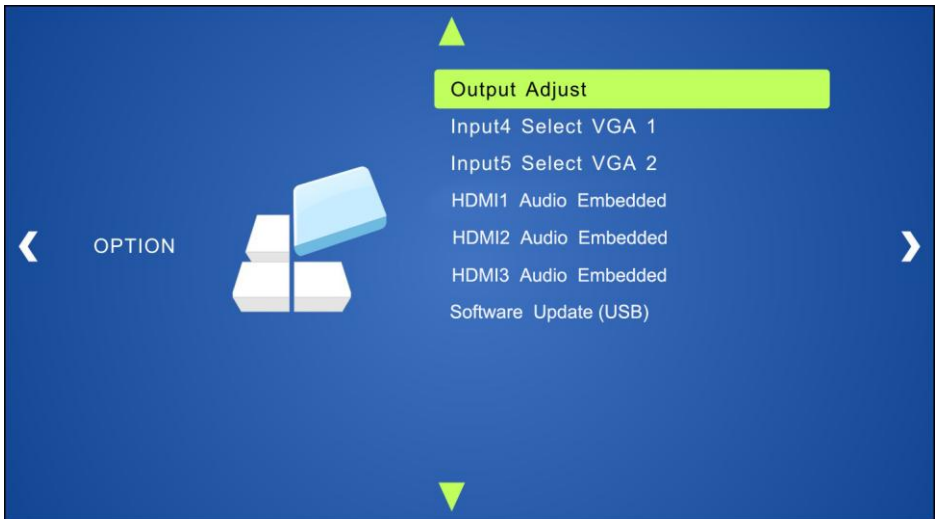 Output Adjust
Input4 Select VGA 1
Input5 Select VGA 2
HDMI1 Audio Embedded
OPTION
HDMI2 Audio Embedded
HDMI3 Audio Embedded
Software Update (USB)